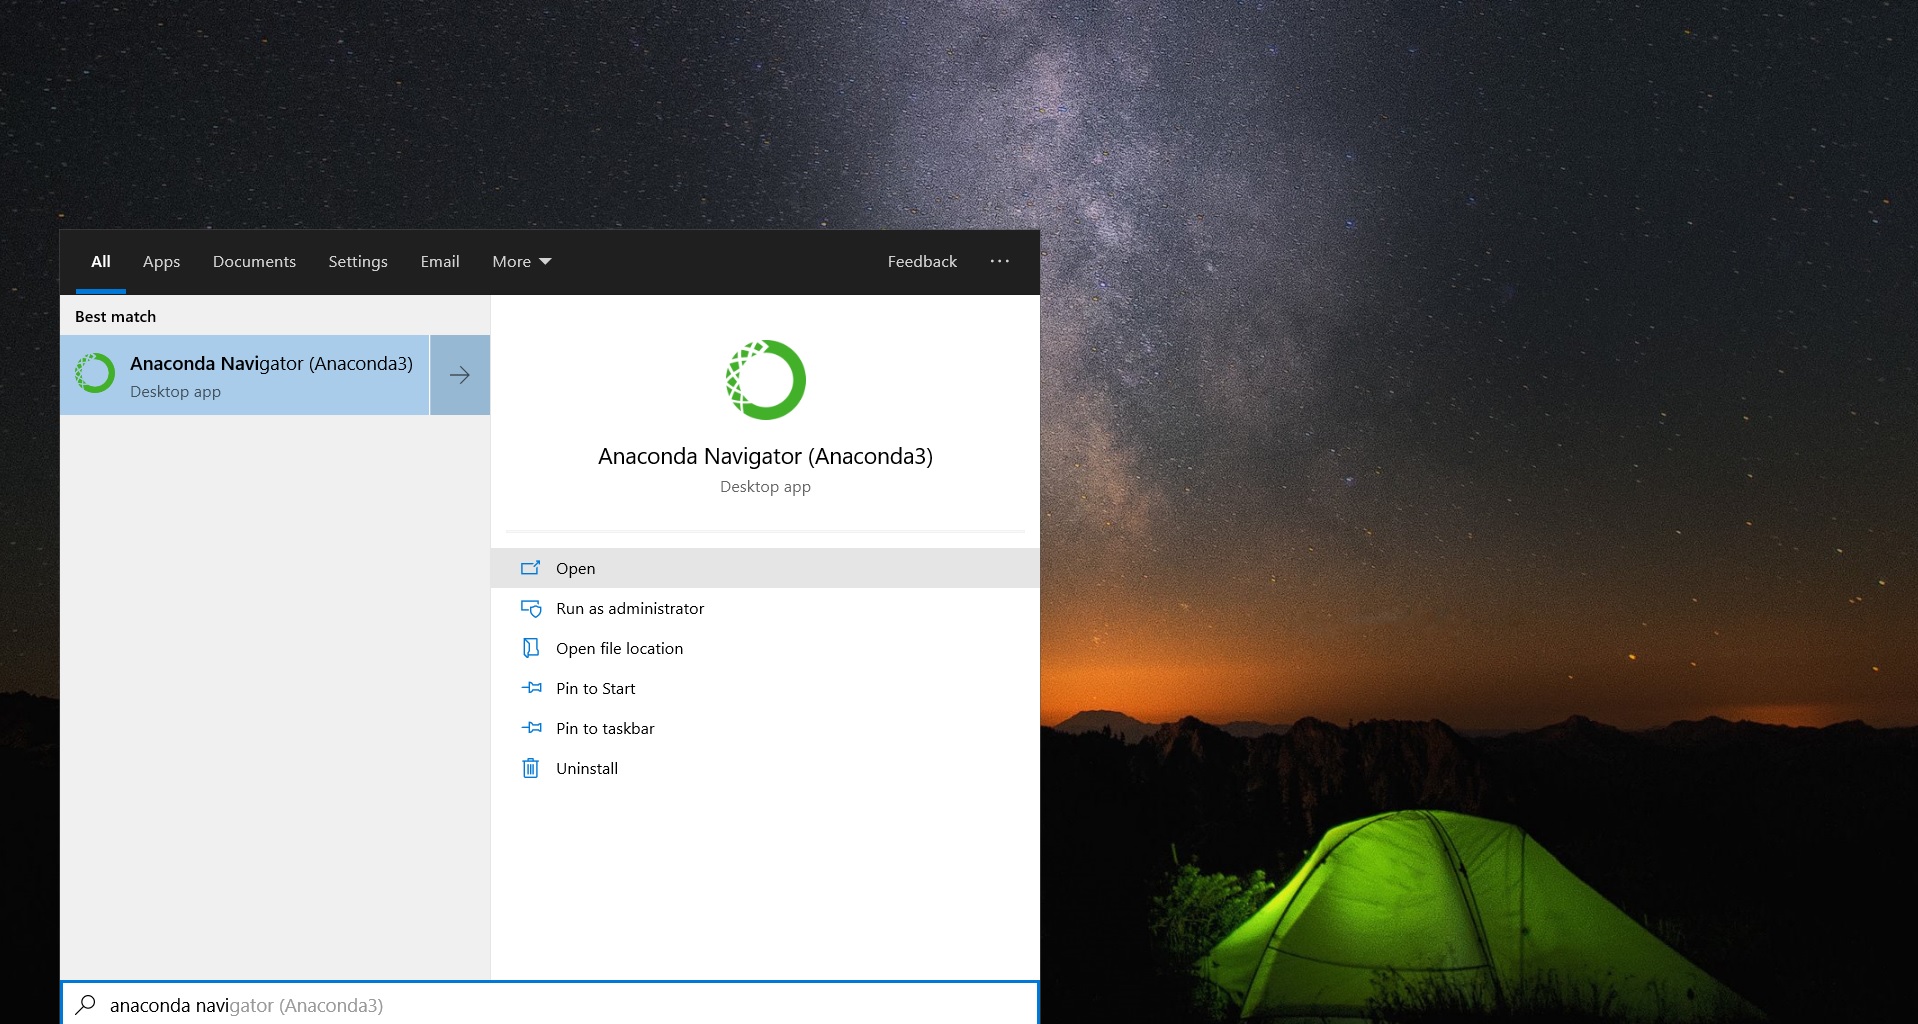 All Apps Documents Settings Email More Feedback ...
Best match
Anaconda Navigator (Anaconda3)
Desktop app
Anaconda Navigator (Anaconda3)
Desktop app
Open
Run as administrator
Open file location
Pin to Start
Pin to taskbar
Uninstall
anaconda navigator (Anaconda3)